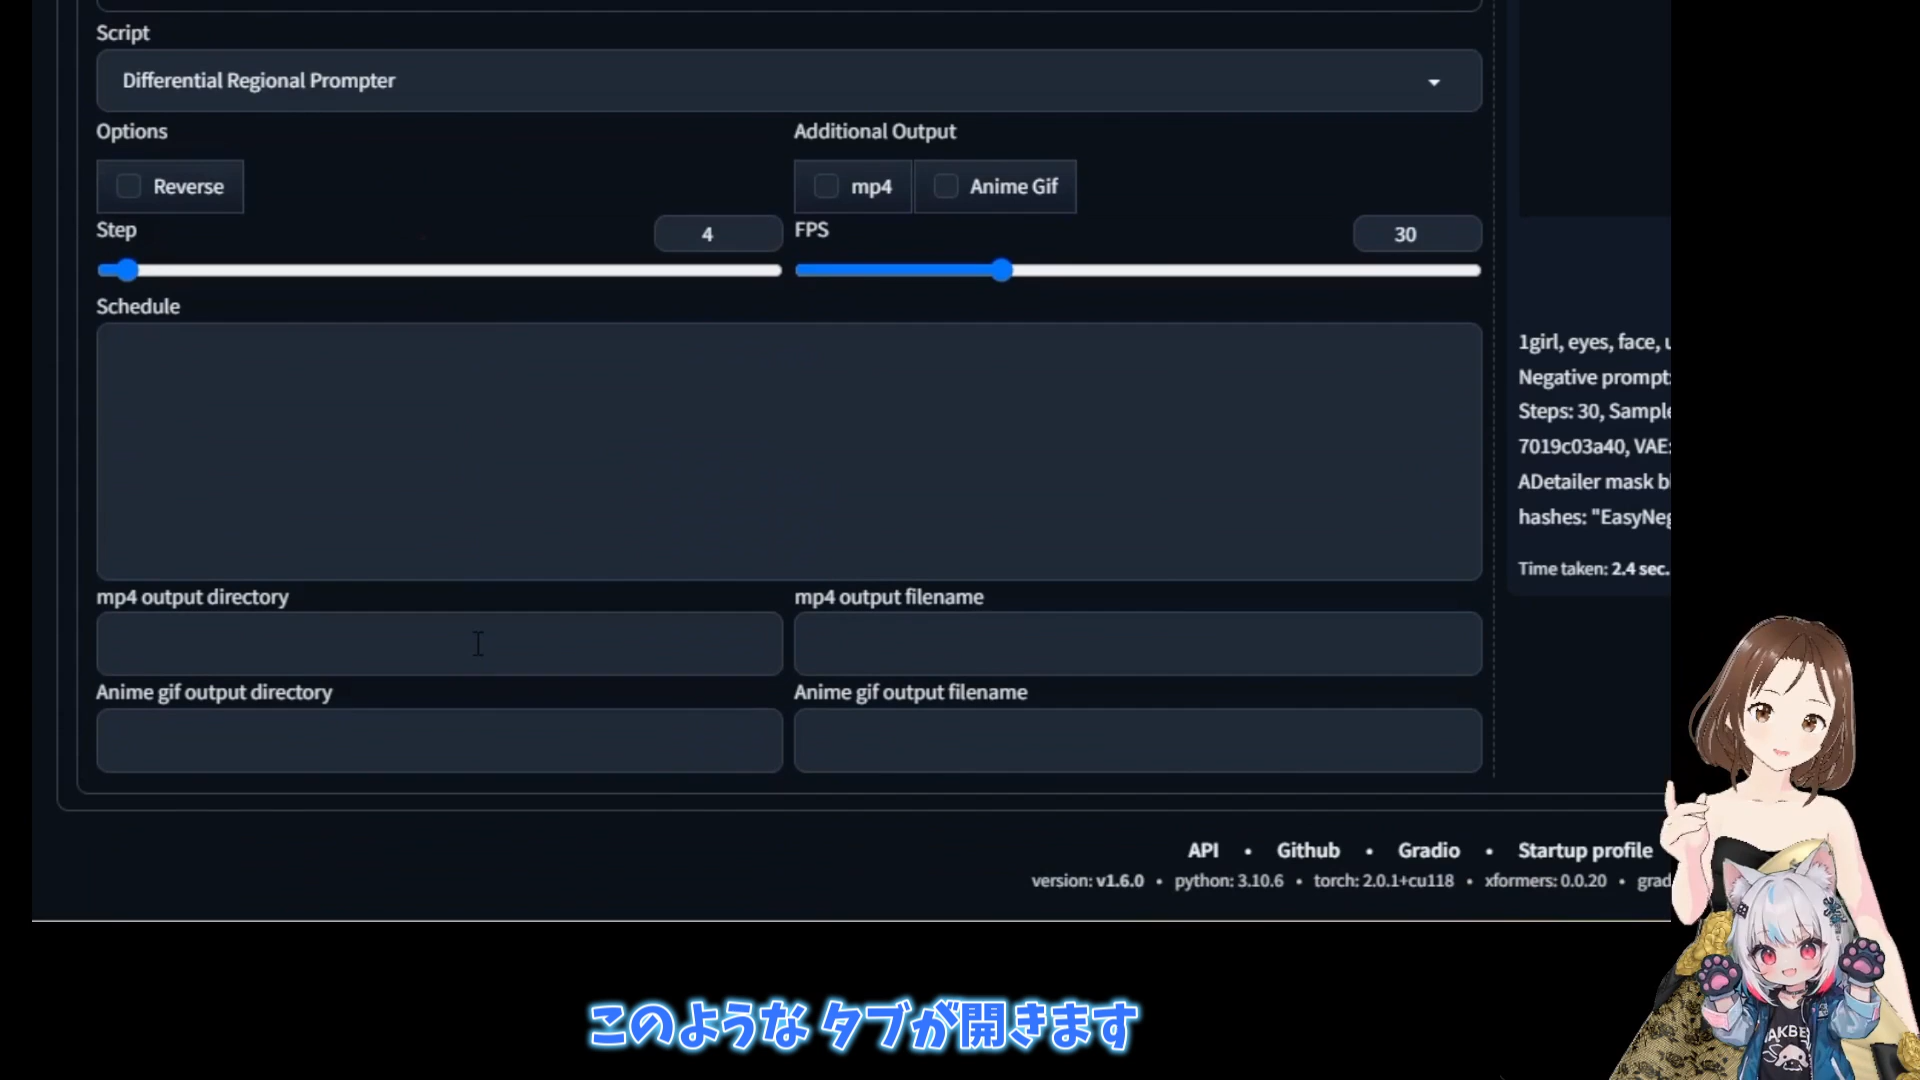 Script
Differential Regional Prompter
Options
Additional Output
Reverse
mp4
Anime Gif
Step
4
FPS
30
Schedule
1girl, eyes, face,
Negative prompt:
Steps: 30,
7019c03a40, VAE:
ADetailer mask
hashes:
Time taken: 2.4 sec.
mp4 output directory
mp4 output filename
Anime gif output directory
Anime gif output filename
API • Github • Gradio • Startup profile
version: v1.6.0 • python: 3.10.6 • torch: 2.0.1+cu118 • xformers: 0.0.20 •
このようなタブが開きます